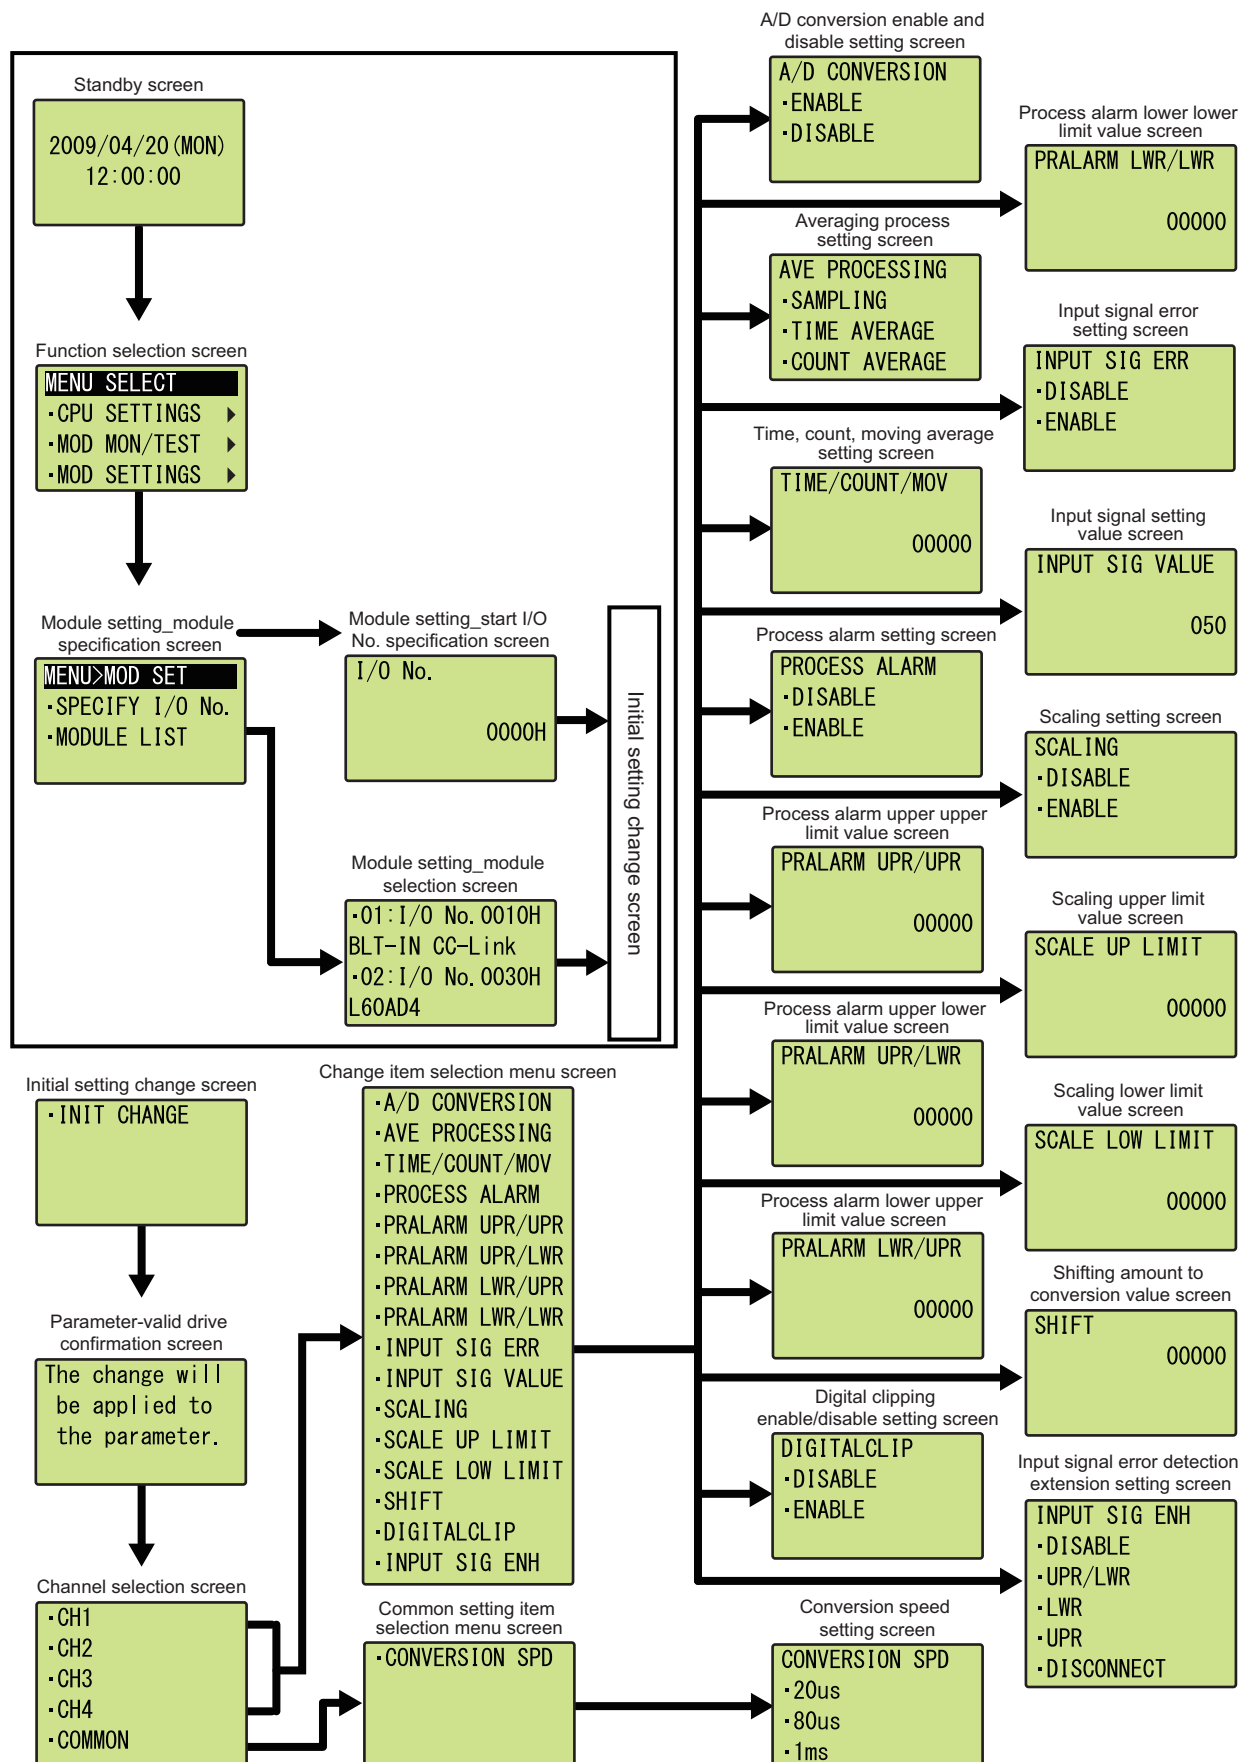 Standby screen
2009/04/20(MON)
12:00:00
Function selection screen
MENU SELECT
・CPU SETTINGS
・MOD MON/TEST
・MOD SETTINGS
Module setting_module
specification screen
MENU>MOD SET
・SPECIFY I/O No.
・MODULE LIST
Module setting_start I/O
No. specification screen
I/O No.
0000H
Module setting_module
selection screen
・01:I/O No.0010H
BLT-IN CC-Link
・02:I/O No.0030H
L60AD4
Initial setting change screen
Initial setting change screen
・INIT CHANGE
Parameter-valid drive
confirmation screen
The change will
be applied to
the parameter.
Channel selection screen
・CH1
・CH2
・CH3
・CH4
・COMMON
Change item selection menu screen
・A/D CONVERSION
・AVE PROCESSING
・TIME/COUNT/MOV
・PROCESS ALARM
・PRALARM UPR/UPR
・PRALARM UPR/LWR
・PRALARM LWR/UPR
・PRALARM LWR/LWR
・INPUT SIG ERR
・INPUT SIG VALUE
・SCALING
・SCALE UP LIMIT
・SCALE LOW LIMIT
・SHIFT
・DIGITALCLIP
・INPUT SIG ENH
Common setting item
selection menu screen
・CONVERSION SPD
A/D conversion enable and
disable setting screen
A/D CONVERSION
・ENABLE
・DISABLE
Averaging process
setting screen
AVE PROCESSING
・SAMPLING
・TIME AVERAGE
・COUNT AVERAGE
Time, count, moving average
setting screen
TIME/COUNT/MOV
00000
Process alarm setting screen
PROCESS ALARM
・DISABLE
・ENABLE
Process alarm upper upper
limit value screen
PRALARM UPR/UPR
00000
Process alarm upper lower
limit value screen
PRALARM UPR/LWR
00000
Process alarm lower upper
limit value screen
PRALARM LWR/UPR
00000
Digital clipping
enable/disable setting screen
DIGITALCLIP
・DISABLE
・ENABLE
Conversion speed
setting screen
CONVERSION SPD
・20us
・80us
・1ms
Process alarm lower lower
limit value screen
PRALARM LWR/LWR
00000
Input signal error
setting screen
INPUT SIG ERR
・DISABLE
・ENABLE
Input signal setting
value screen
INPUT SIG VALUE
050
Scaling setting screen
SCALING
・DISABLE
・ENABLE
Scaling upper limit
value screen
SCALE UP LIMIT
00000
Scaling lower limit
value screen
SCALE LOW LIMIT
00000
Shifting amount to
conversion value screen
SHIFT
00000
Input signal error detection
extension setting screen
INPUT SIG ENH
・DISABLE
・UPR/LWR
・LWR
・UPR
・DISCONNECT